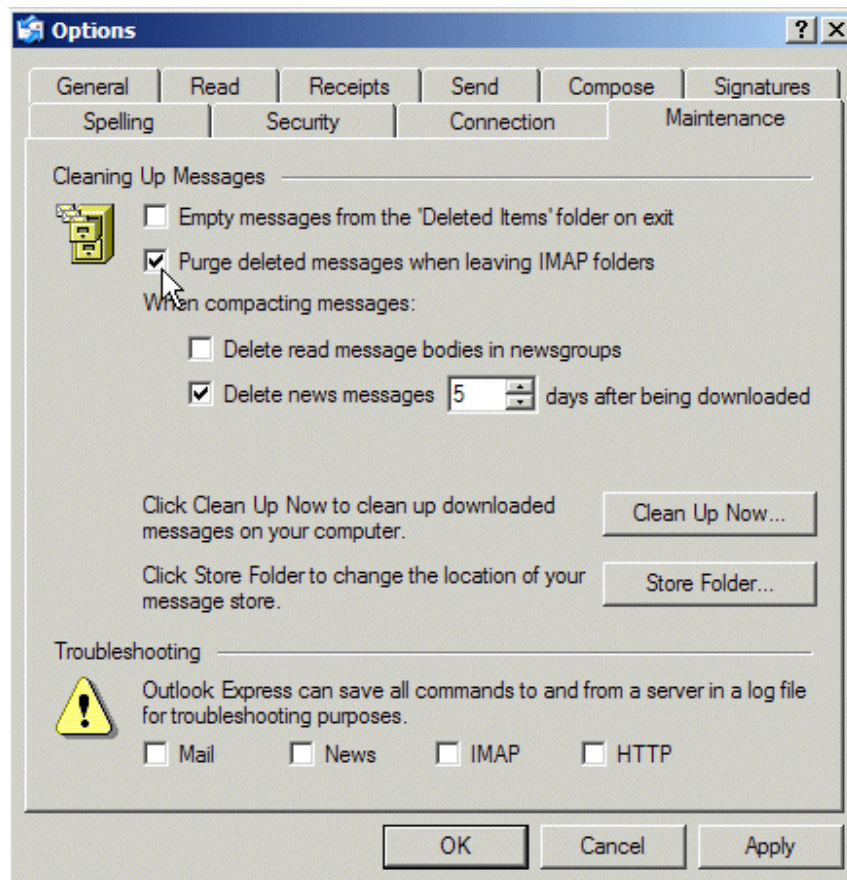 Options
General Read Receipts Send Compose Signatures
Spelling Security Connection Maintenance
Cleaning Up Messages
Empty messages from the 'Deleted Items' folder on exit
Purge deleted messages when leaving IMAP folders
When compacting messages:
Delete read message bodies in newsgroups
Delete news messages 5 days after being downloaded
Click Clean Up Now to clean up downloaded
messages on your computer.
Clean Up Now...
Click Store Folder to change the location of your
message store.
Store Folder...
Troubleshooting
Outlook Express can save all commands to and from a server in a log file
for troubleshooting purposes.
Mail News IMAP HTTP
OK Cancel Apply